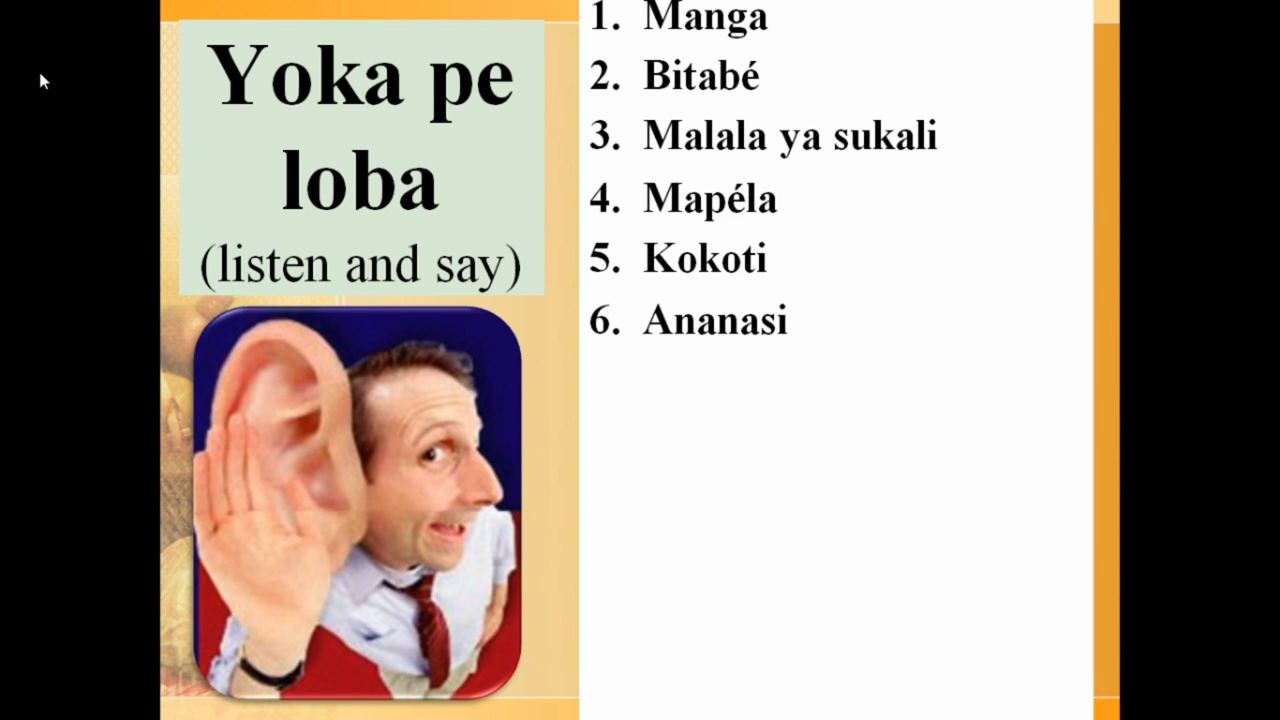 Yoka pe
loba
(listen and say)
1. Manga
2. Bitabé
3. Malala ya sukali
4. Mapéla
5. Kokoti
6. Ananasi